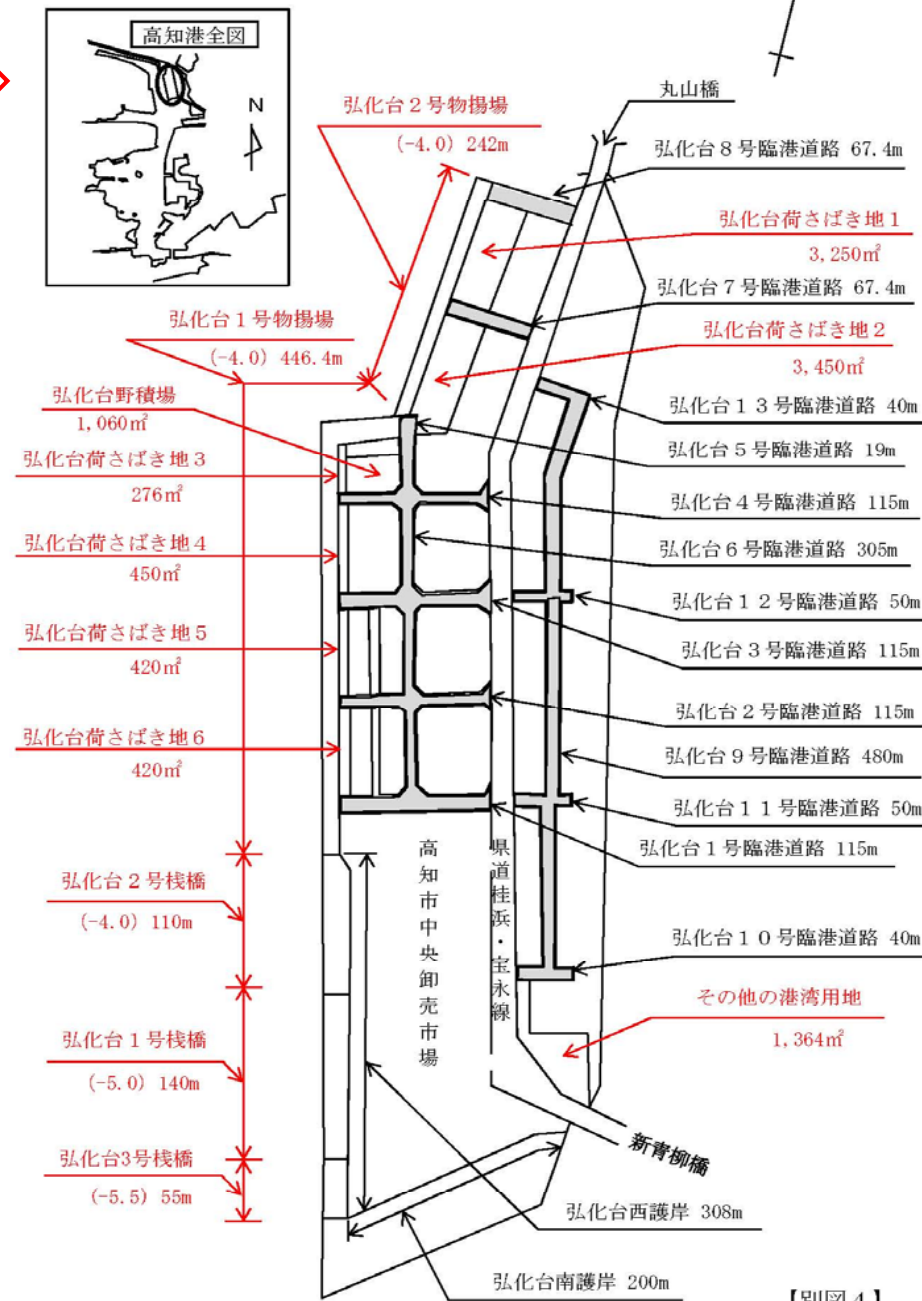 高知港全図
N
丸山橋
弘化台２号物揚場
(-4.0) 242m
弘化台８号臨港道路 67.4m
弘化台荷さばき地１
3,250㎡
弘化台７号臨港道路 67.4m
弘化台１号物揚場
(-4.0) 446.4m
弘化台荷さばき地２
3,450㎡
弘化台野積場
1,060㎡
弘化台１３号臨港道路 40m
弘化台５号臨港道路 19m
弘化台荷さばき地３
276㎡
弘化台４号臨港道路 115m
弘化台荷さばき地４
450㎡
弘化台６号臨港道路 305m
弘化台１２号臨港道路 50m
弘化台荷さばき地５
420㎡
弘化台３号臨港道路 115m
弘化台２号臨港道路 115m
弘化台荷さばき地６
420㎡
弘化台９号臨港道路 480m
弘化台１１号臨港道路 50m
弘化台１号臨港道路 115m
高知市中央卸売市場
県道桂浜・宝永線
弘化台２号桟橋
(-4.0) 110m
弘化台１０号臨港道路 40m
その他の港湾用地
1,364㎡
弘化台１号桟橋
(-5.0) 140m
新青柳橋
弘化台3号桟橋
(-5.5) 55m
弘化台西護岸 308m
弘化台南護岸 200m
【別図４】